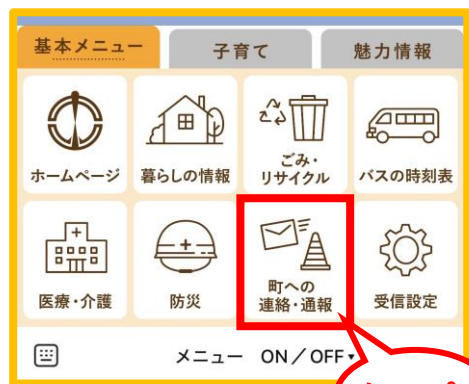 基本メニュー
子育て
魅力情報
ホームページ
暮らしの情報
ごみ・
リサイクル
バスの時刻表
医療・介護
防災
町への
連絡・通報
受信設定
メニュー ON／OFF▾